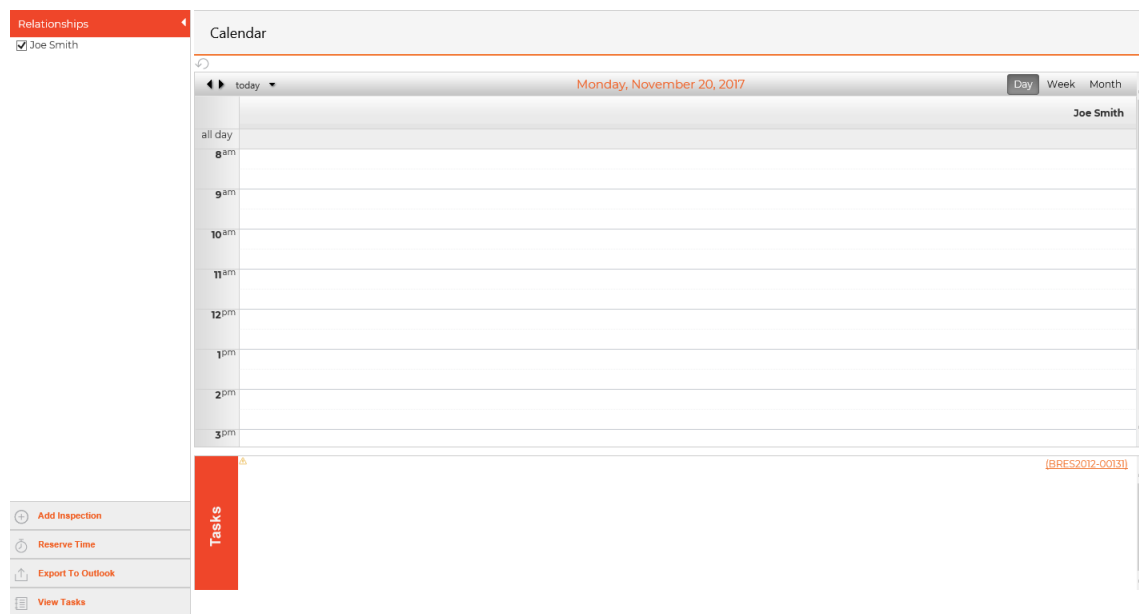 Relationships
Joe Smith
Calendar
today
Monday, November 20, 2017
Day Week Month
Joe Smith
all day
8am
9am
10am
11am
12pm
1pm
2pm
3pm
Tasks
(BRES2012-00131)
Add Inspection
Reserve Time
Export To Outlook
View Tasks